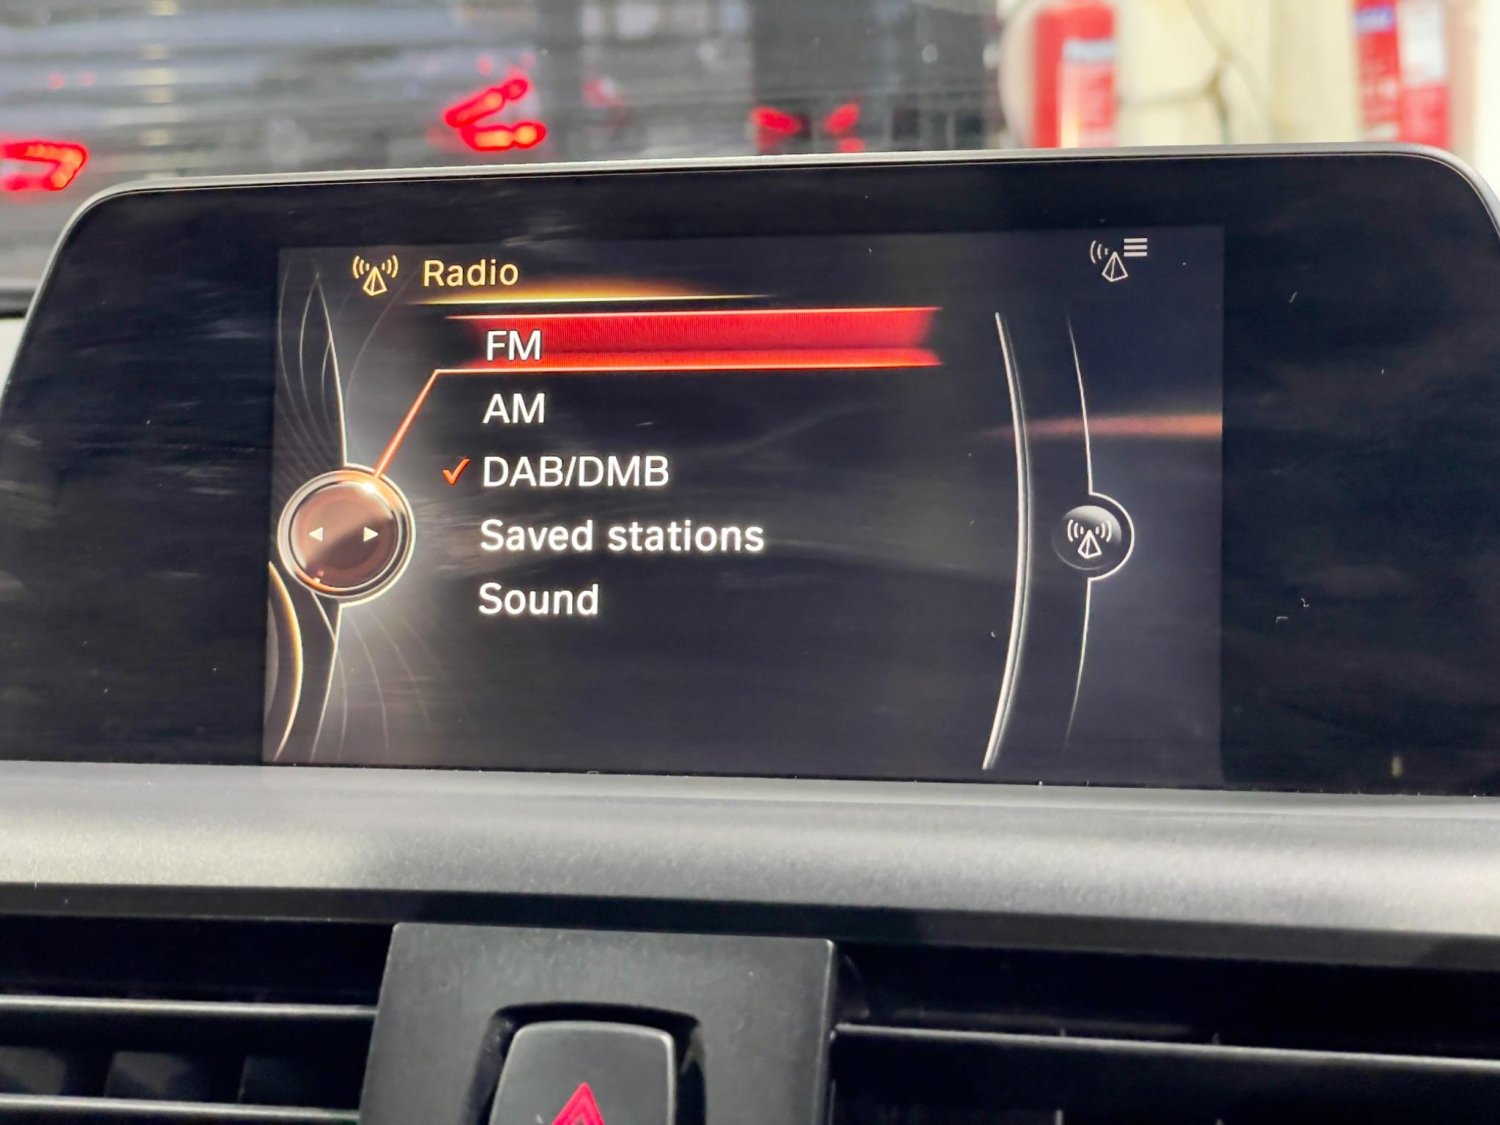 Radio
FM
AM
DAB/DMB
Saved stations
Sound